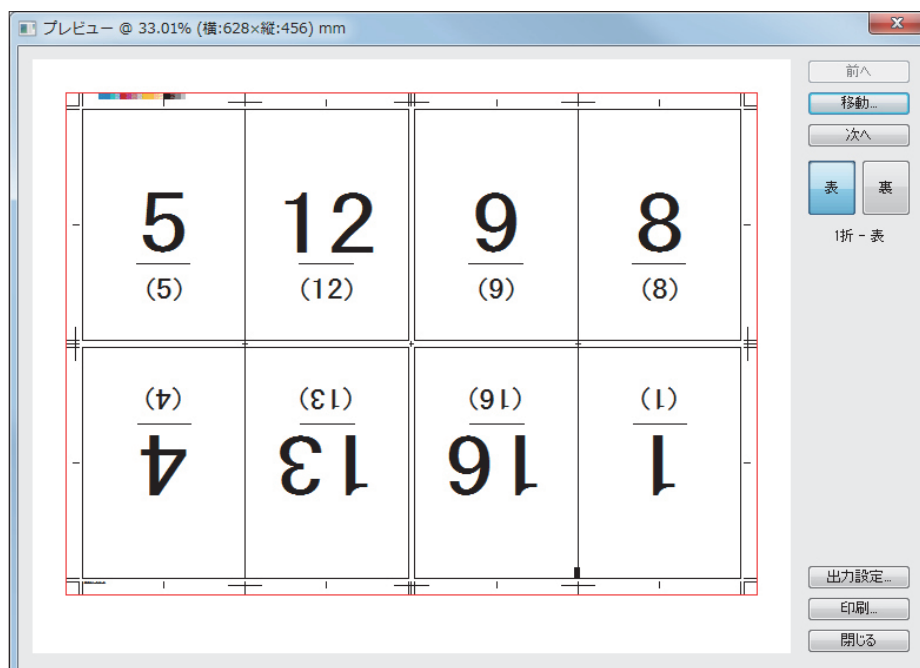 プレビュー @ 33.01% (横:628×縦:456) mm
前へ
移動...
次へ
表 裏
1折 - 表
5 12 9 8
(5) (12) (9) (8)
(4) (13) (16) (1)
4 13 16 1
出力設定...
印刷...
閉じる